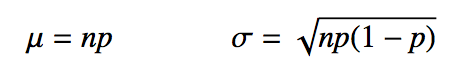 μ = np σ = √np(1 − p)